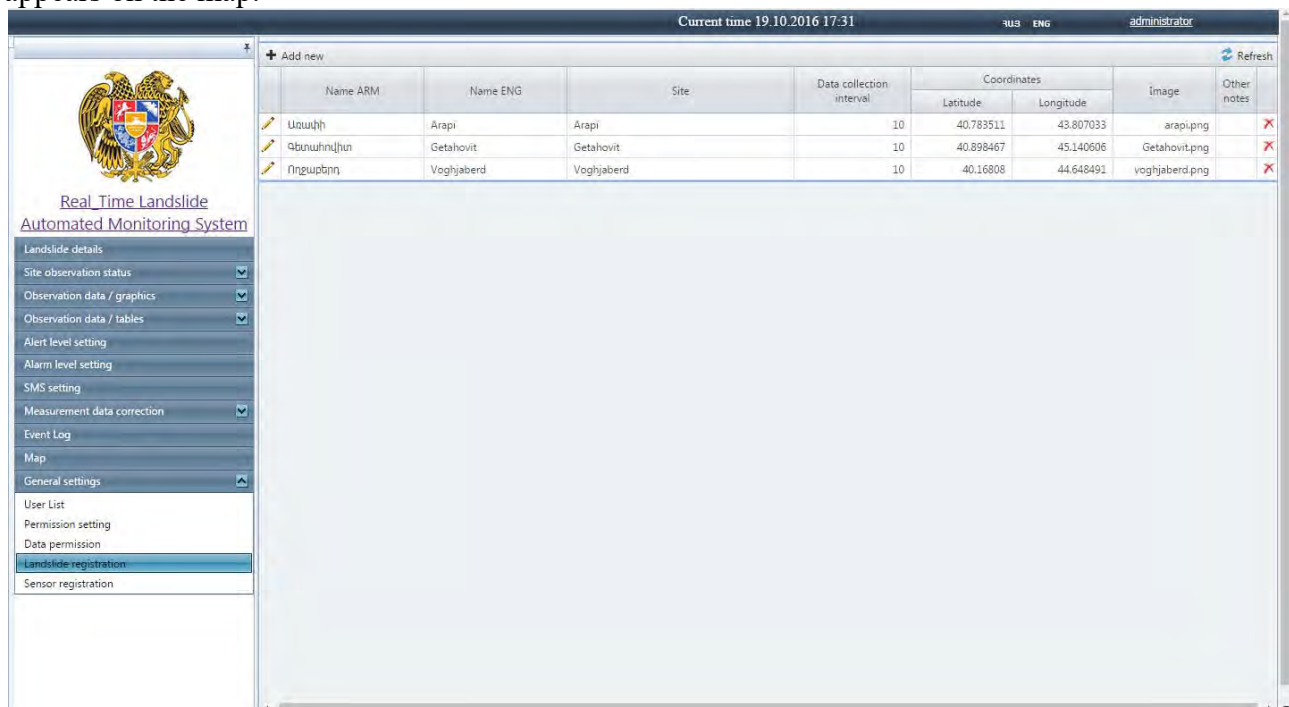 appears on the map.
Current time 19.10.2016 17:31 ՀԱՅ ENG administrator
Add new Refresh
Name ARM Name ENG Site Data collection interval Coordinates Image Other notes
Latitude Longitude
Առափի Arapi Arapi 10 40.783511 43.807033 arapi.png
Գետահովիտ Getahovit Getahovit 10 40.898467 45.140606 Getahovit.png
Ողջաբերդ Voghjaberd Voghjaberd 10 40.16808 44.648491 voghjaberd.png
Real_Time Landslide
Automated Monitoring System
Landslide details
Site observation status
Observation data / graphics
Observation data / tables
Alert level setting
Alarm level setting
SMS setting
Measurement data correction
Event Log
Map
General settings
User List
Permission setting
Data permission
Landslide registration
Sensor registration